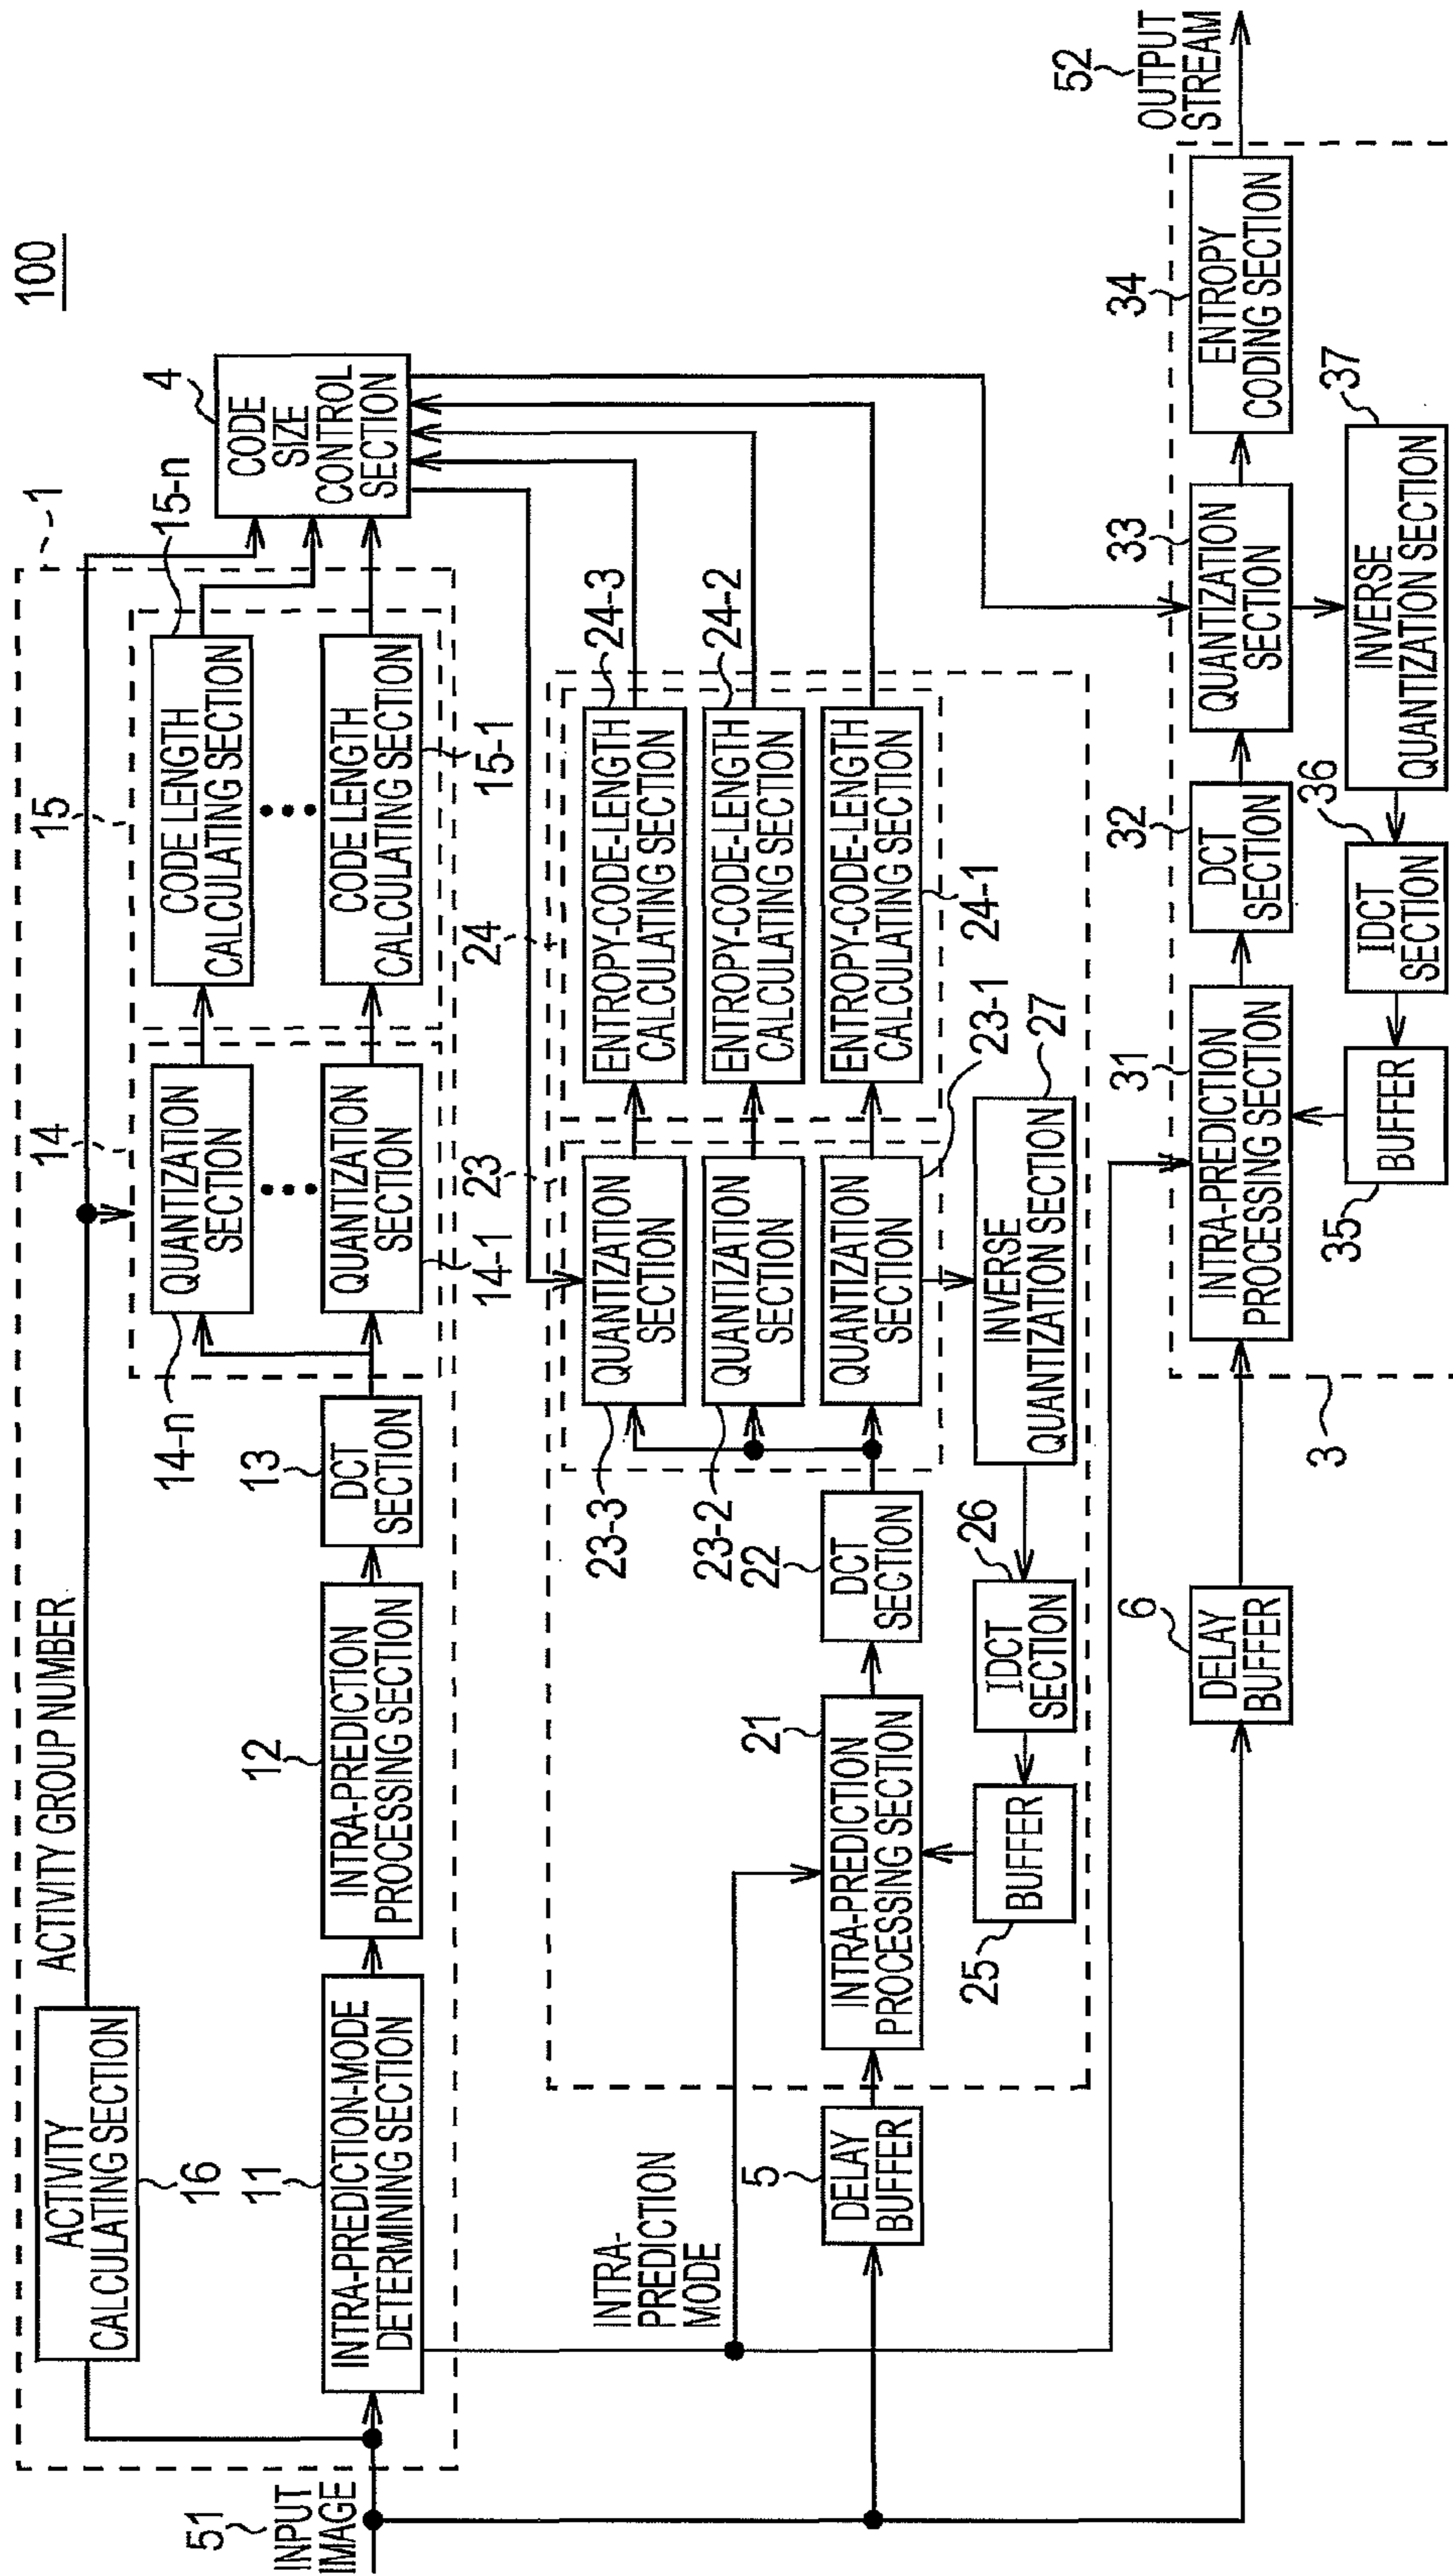 100
51
INPUT
IMAGE
1
ACTIVITY
CALCULATING SECTION
16
ACTIVITY GROUP NUMBER
11
INTRA-PREDICTION-MODE
DETERMINING SECTION
12
INTRA-PREDICTION
PROCESSING SECTION
13
DCT
SECTION
14
14-n
QUANTIZATION
SECTION
QUANTIZATION
SECTION
14-1
15
15-n
CODE LENGTH
CALCULATING SECTION
CODE LENGTH
CALCULATING SECTION
15-1
4
CODE
SIZE
CONTROL
SECTION
INTRA-
PREDICTION
MODE
5
DELAY
BUFFER
21
INTRA-PREDICTION
PROCESSING SECTION
22
DCT
SECTION
23
23-3
QUANTIZATION
SECTION
23-2
QUANTIZATION
SECTION
QUANTIZATION
SECTION
23-1
24
24-3
ENTROPY-CODE-LENGTH
CALCULATING SECTION
24-2
ENTROPY-CODE-LENGTH
CALCULATING SECTION
ENTROPY-CODE-LENGTH
CALCULATING SECTION
24-1
25
BUFFER
26
IDCT
SECTION
27
INVERSE
QUANTIZATION SECTION
6
DELAY
BUFFER
3
31
INTRA-PREDICTION
PROCESSING SECTION
32
DCT
SECTION
33
QUANTIZATION
SECTION
34
ENTROPY
CODING SECTION
52
OUTPUT
STREAM
35
BUFFER
36
IDCT
SECTION
37
INVERSE
QUANTIZATION SECTION